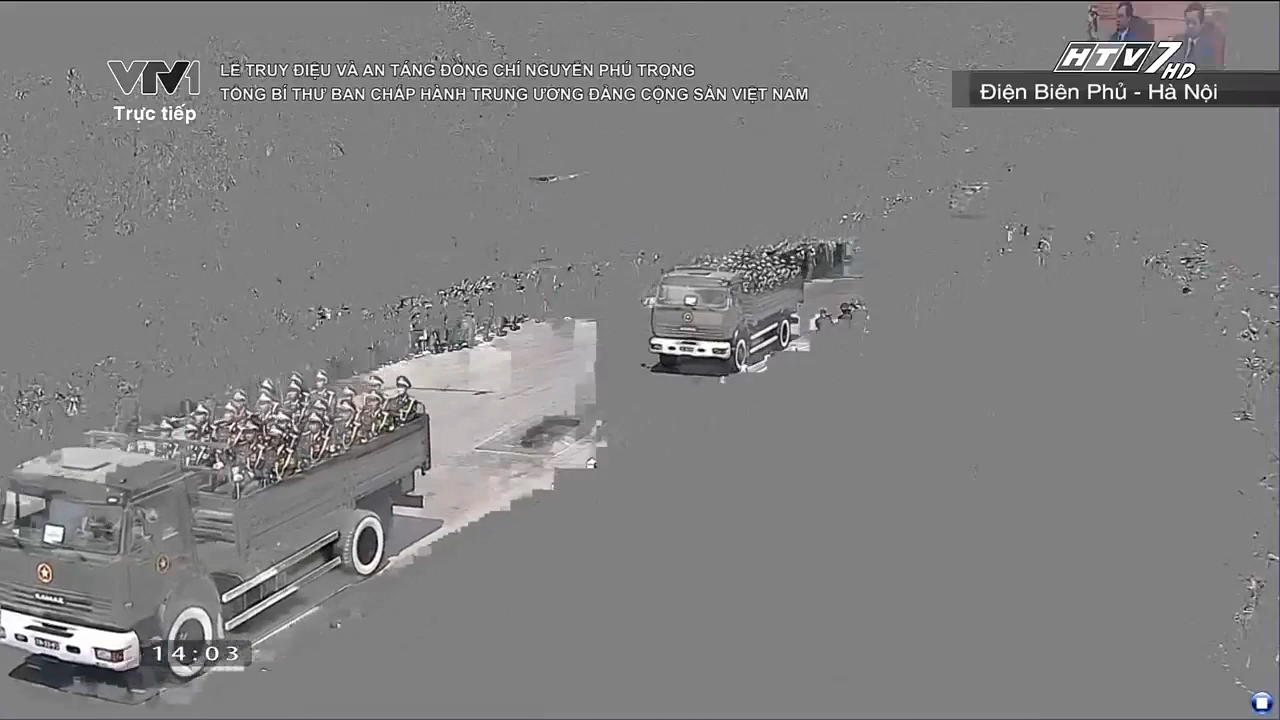 VTV1
Trực tiếp
LỄ TRUY ĐIỆU VÀ AN TÁNG ĐỒNG CHÍ NGUYỄN PHÚ TRỌNG
TỔNG BÍ THƯ BAN CHẤP HÀNH TRUNG ƯƠNG ĐẢNG CỘNG SẢN VIỆT NAM
HTV7 HD
Điện Biên Phủ - Hà Nội
KAMAZ
14:03